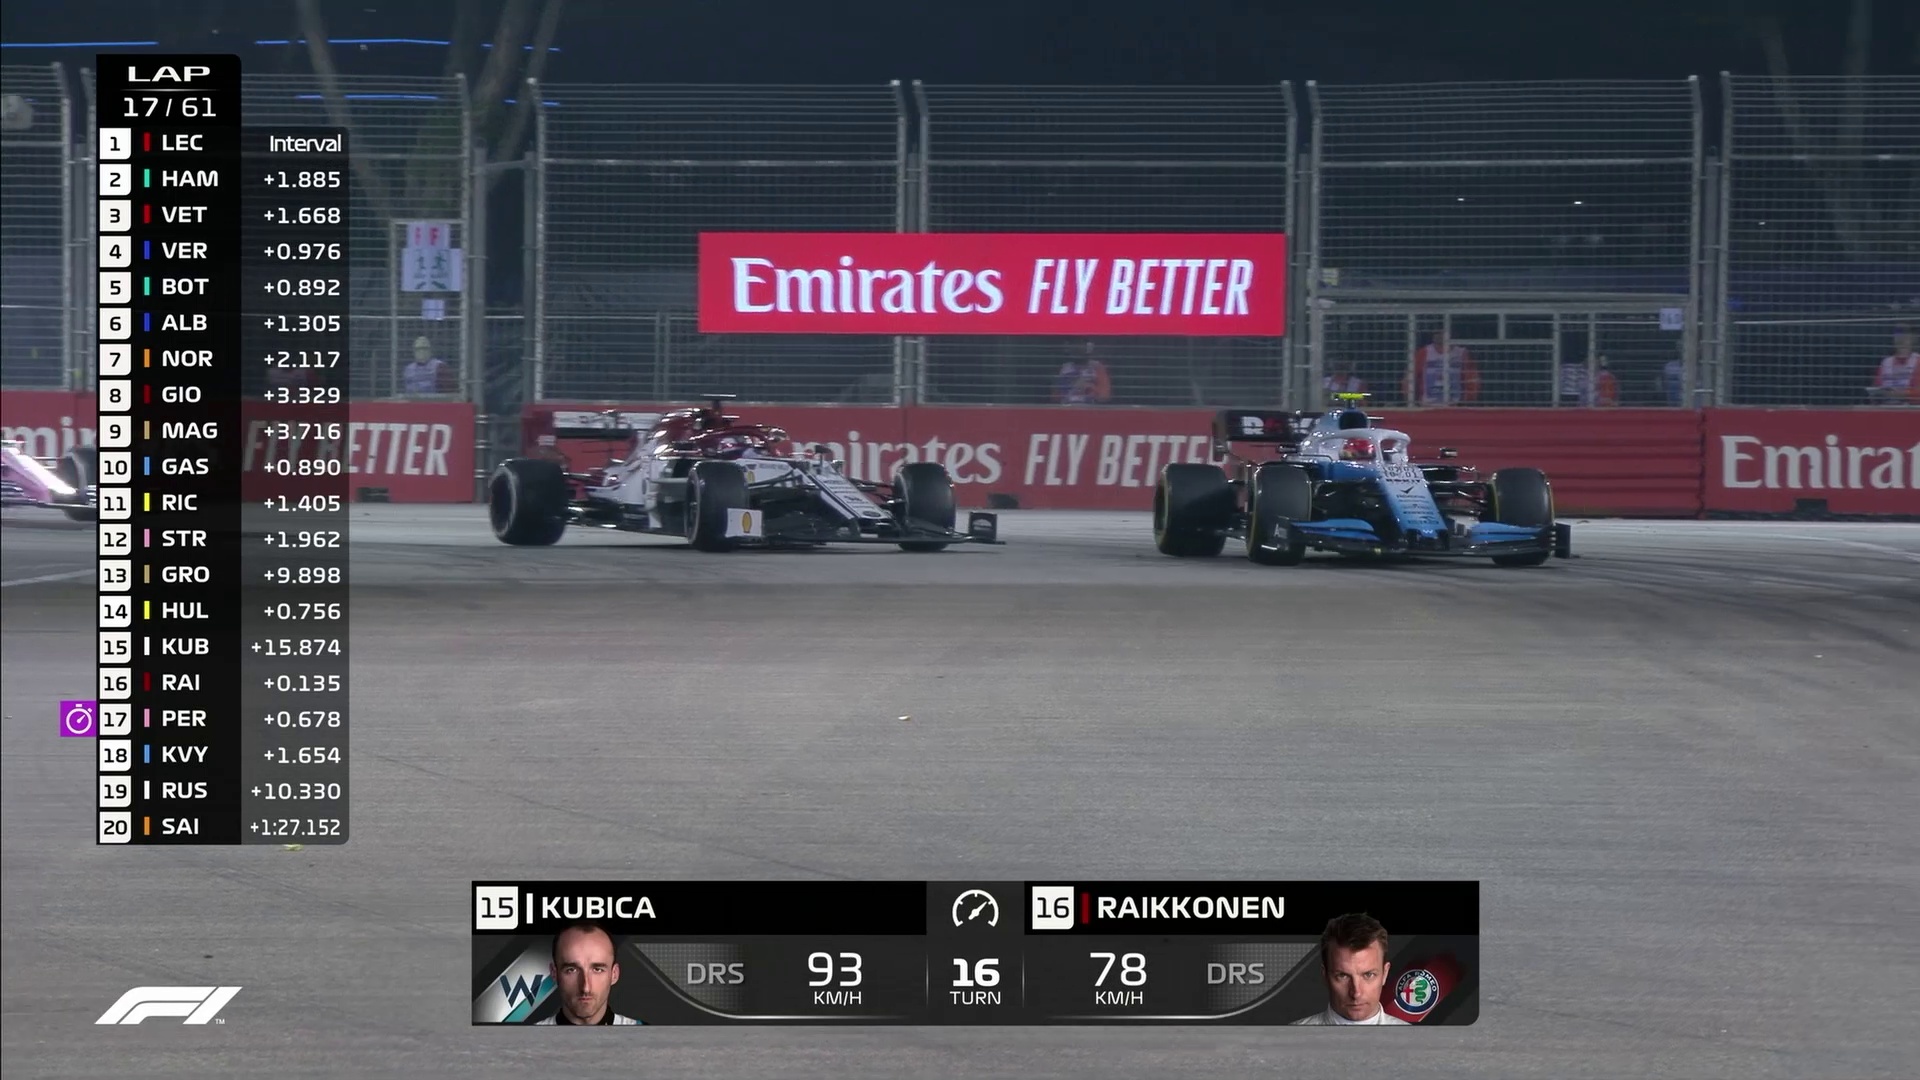 LAP
17/61
1 LEC Interval
2 HAM +1.885
3 VET +1.668
4 VER +0.976
5 BOT +0.892
6 ALB +1.305
7 NOR +2.117
8 GIO +3.329
9 MAG +3.716
10 GAS +0.890
11 RIC +1.405
12 STR +1.962
13 GRO +9.898
14 HUL +0.756
15 KUB +15.874
16 RAI +0.135
17 PER +0.678
18 KVY +1.654
19 RUS +10.330
20 SAI +1:27.152
Emirates FLY BETTER
FLY BETTER
Emirates FLY BETTER
Emirates
15 KUBICA
16 RAIKKONEN
DRS 93 KM/H
16 TURN
78 KM/H DRS
F1